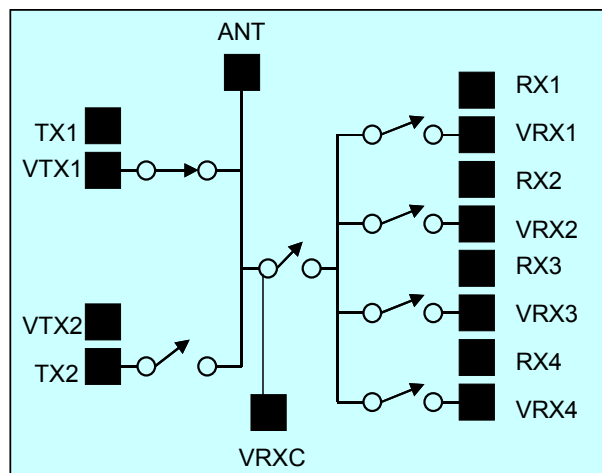 ANT
TX1
VTX1
VTX2
TX2
VRXC
RX1
VRX1
RX2
VRX2
RX3
VRX3
RX4
VRX4